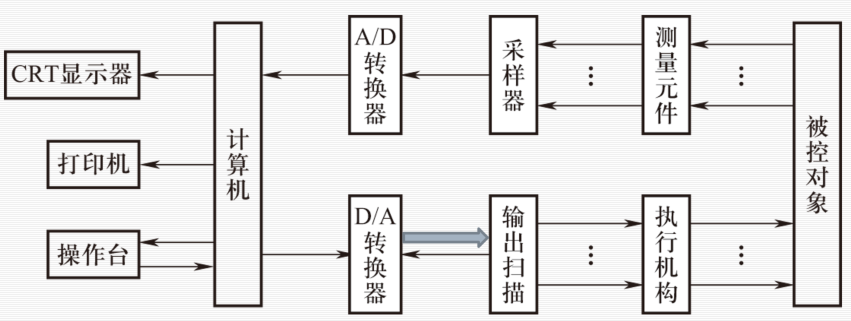 CRT显示器
打印机
操作台
计算机
A/D
转换器
D/A
转换器
采样器
输出扫描
测量元件
执行机构
被控对象